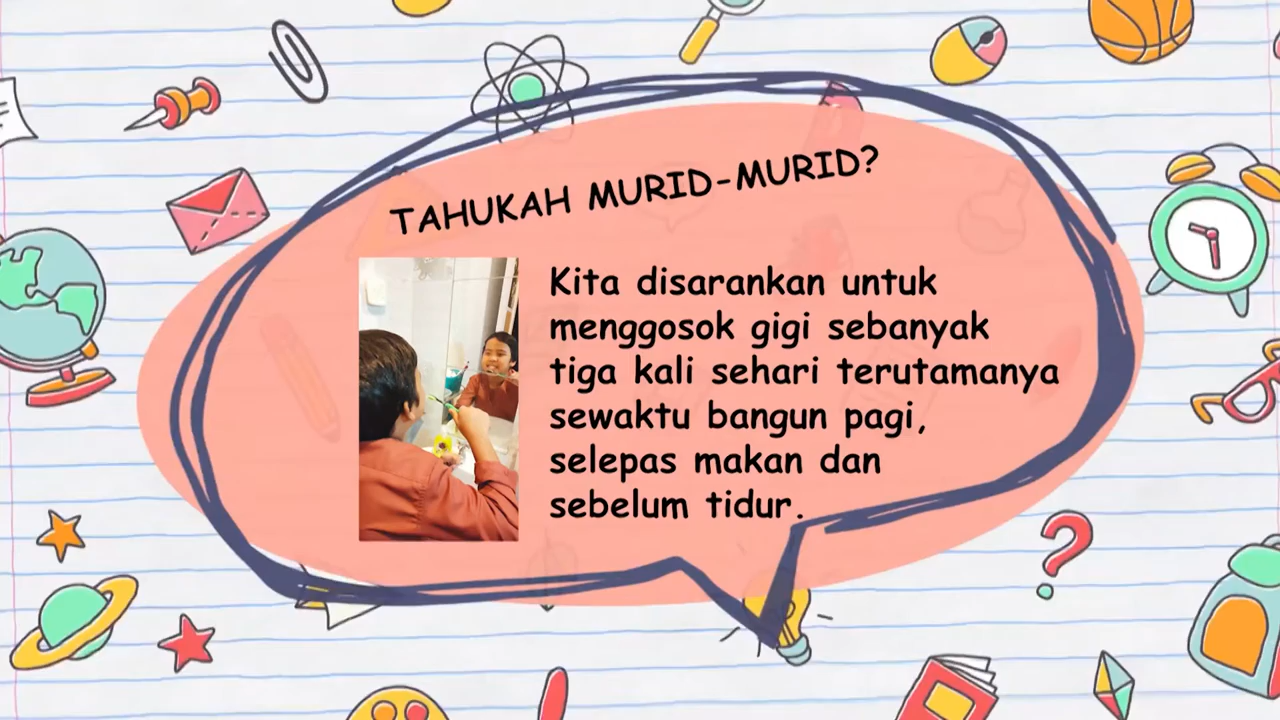 TAHUKAH MURID-MURID?
Kita disarankan untuk
menggosok gigi sebanyak
tiga kali sehari terutamanya
sewaktu bangun pagi,
selepas makan dan
sebelum tidur.